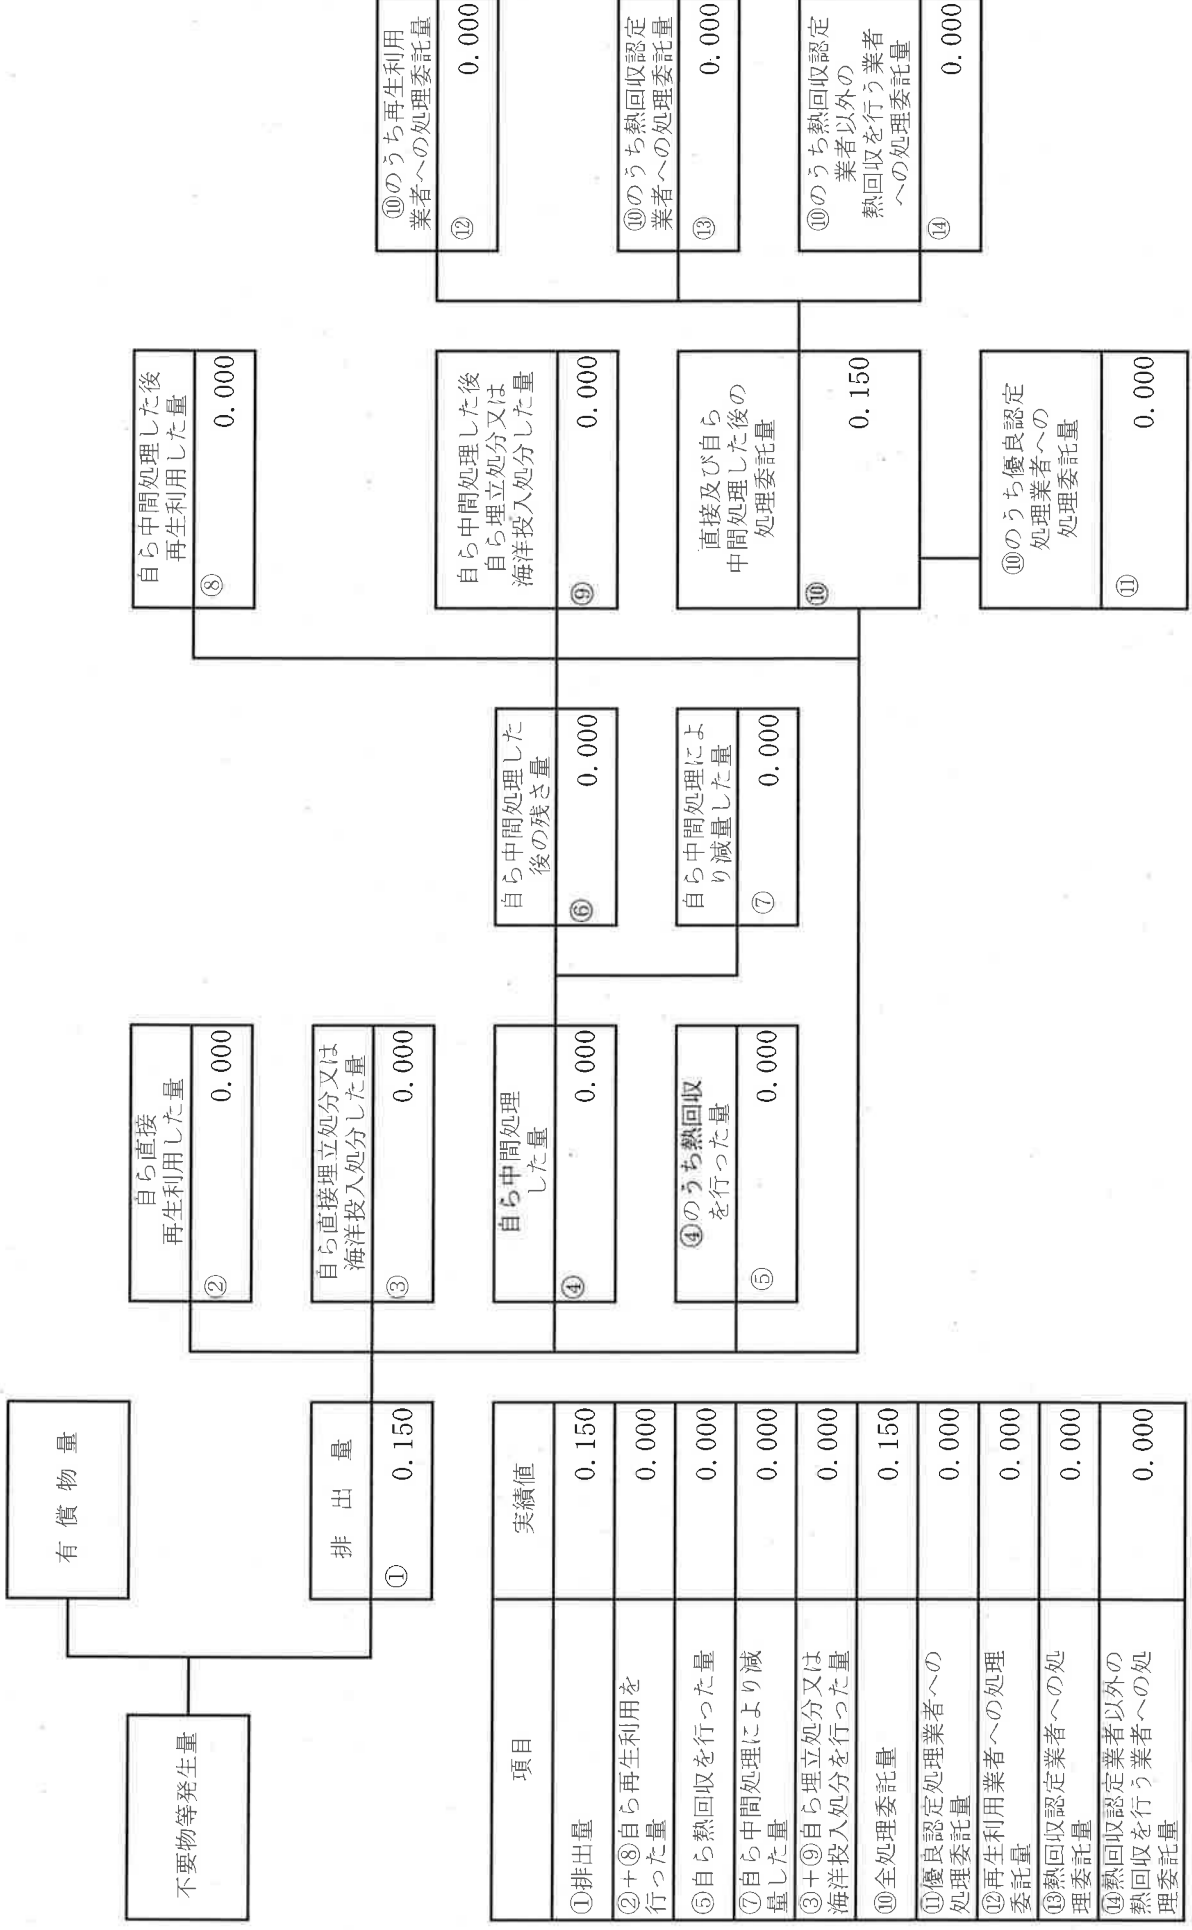 不要物等発生量
有償物量
排出量
① 0.150
自ら直接
再生利用した量
② 0.000
自ら直接埋立処分又は
海洋投入処分した量
③ 0.000
自ら中間処理
した量
④ 0.000
④のうち熱回収
を行った量
⑤ 0.000
自ら中間処理した
後の残さ量
⑥ 0.000
自ら中間処理によ
り減量した量
⑦ 0.000
自ら中間処理した後
再生利用した量
⑧ 0.000
自ら中間処理した後
自ら埋立処分又は
海洋投入処分した量
⑨ 0.000
直接及び自ら
中間処理した後の
処理委託量
⑩ 0.150
⑩のうち優良認定
処理業者への
処理委託量
⑪ 0.000
⑩のうち再生利用
業者への処理委託量
⑫ 0.000
⑩のうち熱回収認定
業者への処理委託量
⑬ 0.000
⑩のうち熱回収認定
業者以外の
熱回収を行う業者
への処理委託量
⑭ 0.000
項目 実績値
①排出量 0.150
②+⑧自ら再生利用を
行った量 0.000
⑤自ら熱回収を行った量 0.000
⑦自ら中間処理により減
量した量 0.000
③+⑨自ら埋立処分又は
海洋投入処分を行った量 0.000
⑩全処理委託量 0.150
⑪優良認定処理業者への
処理委託量 0.000
⑫再生利用業者への処理
委託量 0.000
⑬熱回収認定業者への処
理委託量 0.000
⑭熱回収認定業者以外の
熱回収を行う業者への処
理委託量 0.000